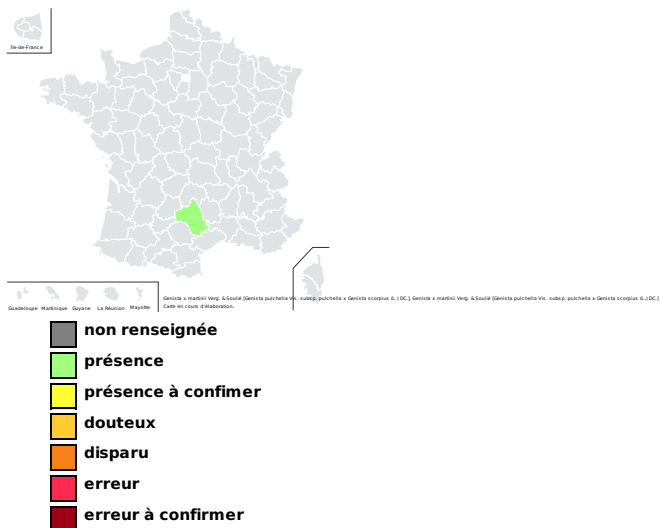 Île-de-France
Guadeloupe Martinique Guyane La Réunion Mayotte
Genista x martinii Verg. & Soulié [Genista pulchella Vis. subsp. pulchella x Genista scorpius (L.) DC.], Genista x martinii Verg. & Soulié [Genista pulchella Vis. subsp. pulchella x Genista scorpius (L.) DC.]
Carte en cours d'élaboration.
non renseignée
présence
présence à confimer
douteux
disparu
erreur
erreur à confirmer